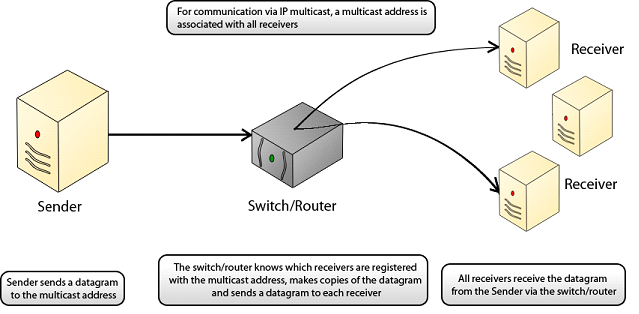 For communication via IP multicast, a multicast address is
associated with all receivers
Receiver
Receiver
Sender
Switch/Router
Sender sends a datagram
to the multicast address
The switch/router knows which receivers are registered
with the multicast address, makes copies of the datagram
and sends a datagram to each receiver
All receivers receive the datagram
from the Sender via the switch/router